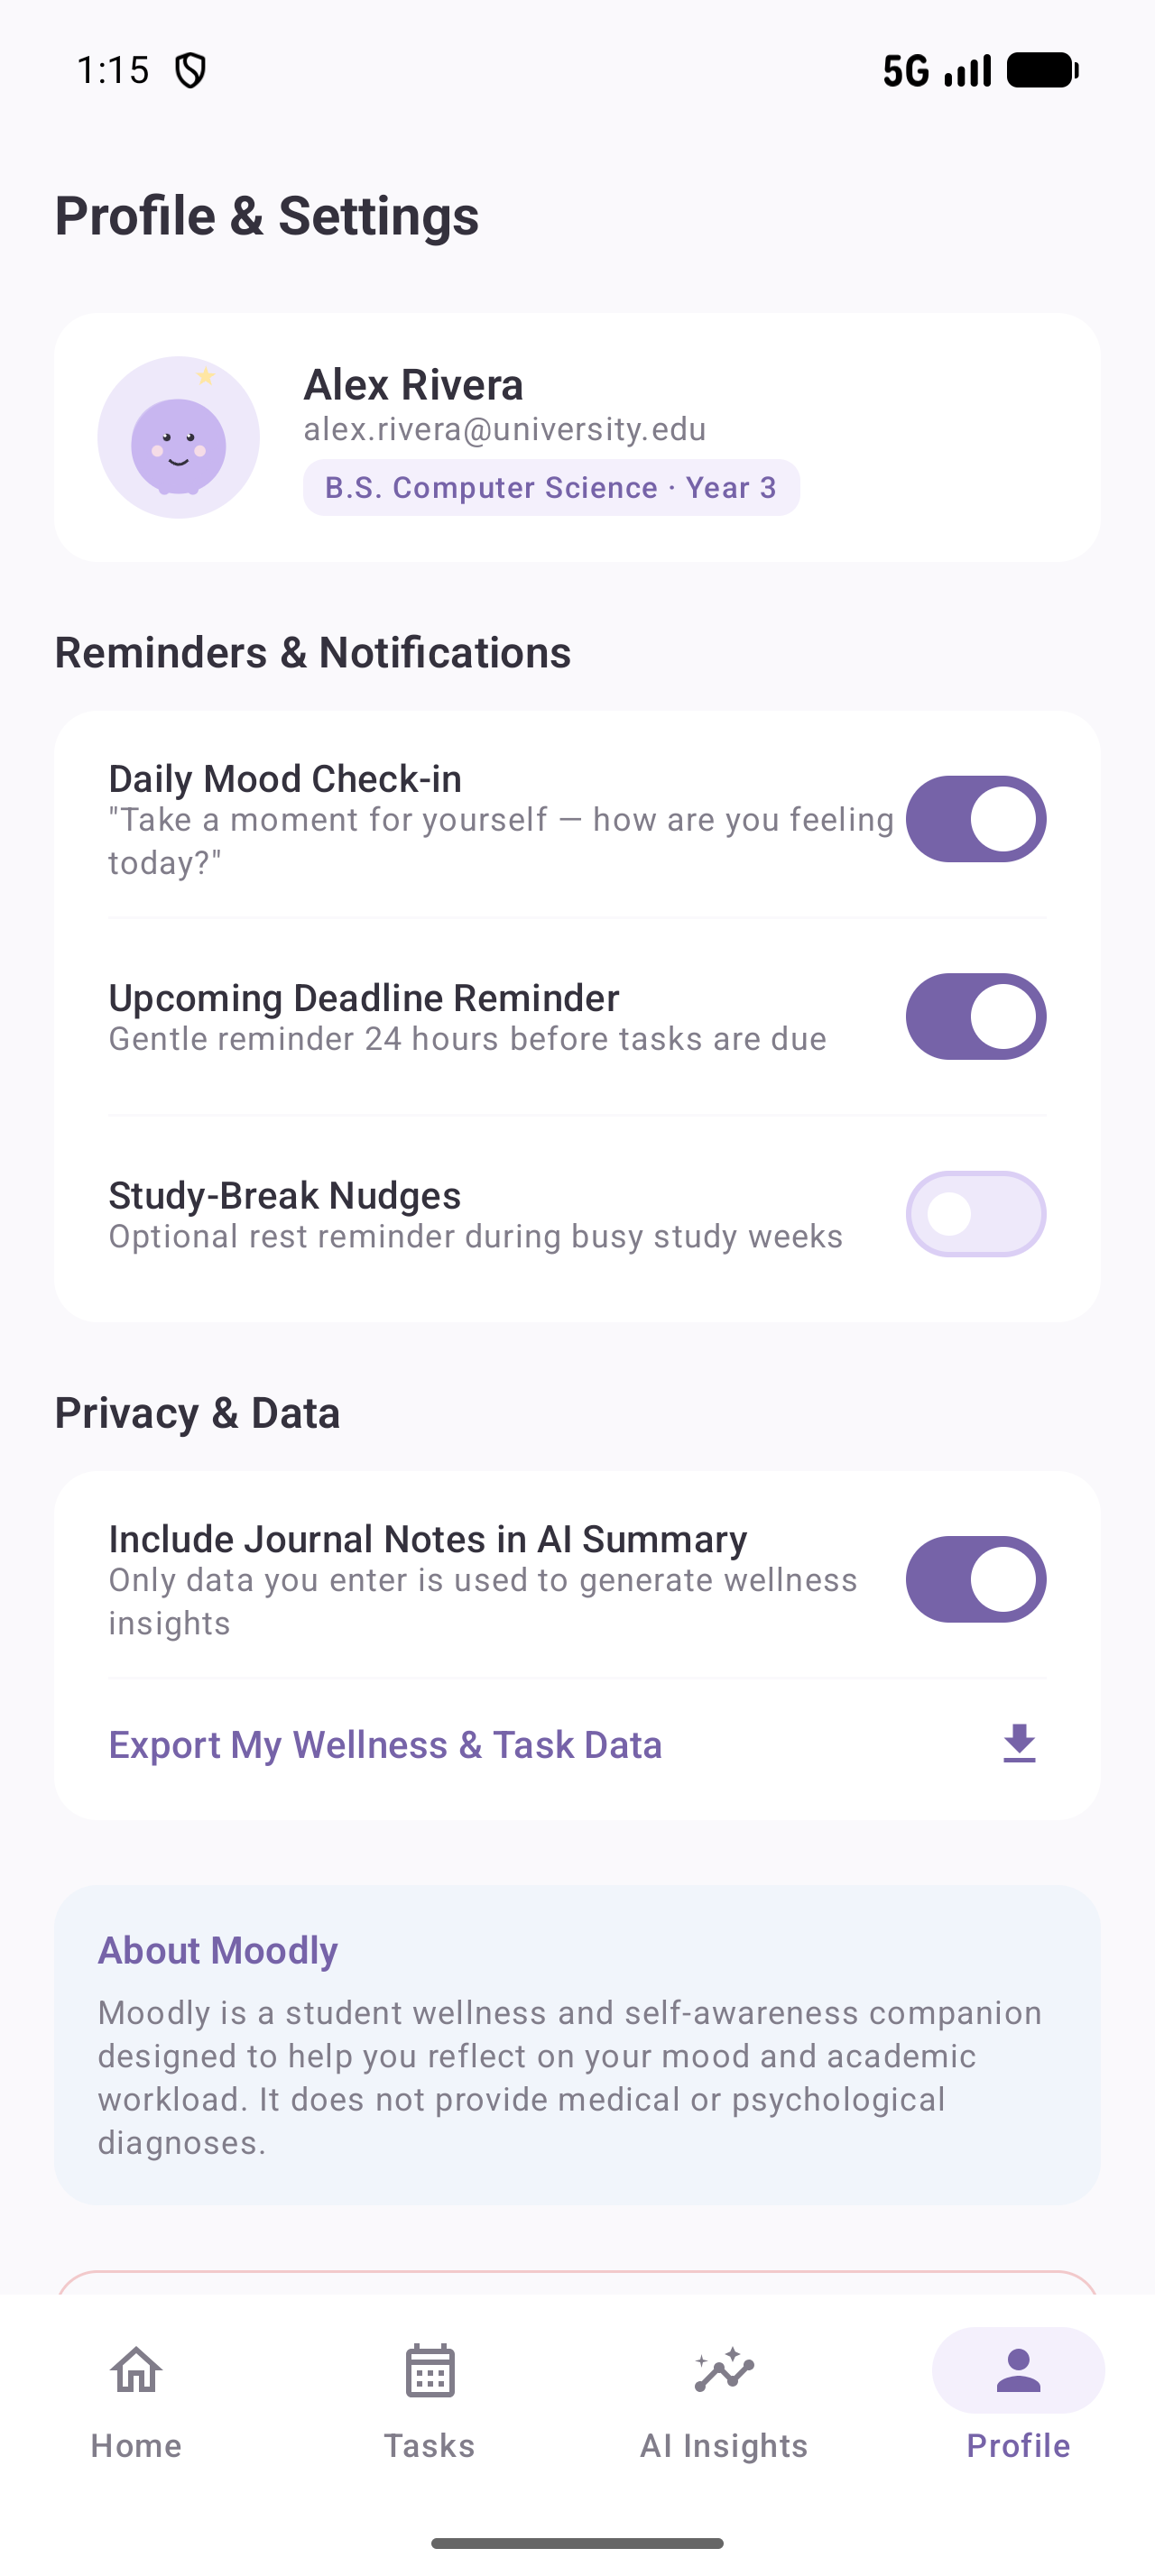 1:15
5G
Profile & Settings
Alex Rivera
alex.rivera@university.edu
B.S. Computer Science · Year 3
Reminders & Notifications
Daily Mood Check-in
"Take a moment for yourself — how are you feeling
today?"
Upcoming Deadline Reminder
Gentle reminder 24 hours before tasks are due
Study-Break Nudges
Optional rest reminder during busy study weeks
Privacy & Data
Include Journal Notes in AI Summary
Only data you enter is used to generate wellness
insights
Export My Wellness & Task Data
About Moodly
Moodly is a student wellness and self-awareness companion
designed to help you reflect on your mood and academic
workload. It does not provide medical or psychological
diagnoses.
Home
Tasks
AI Insights
Profile